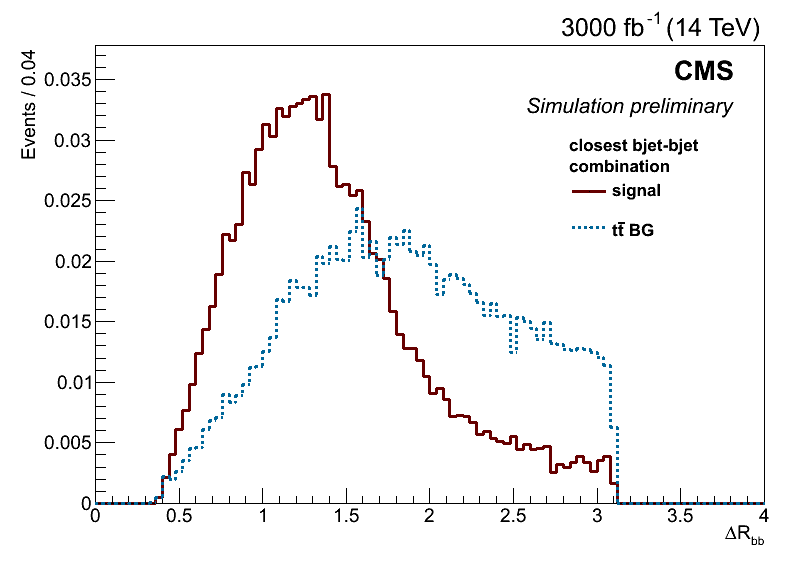 3000 fb⁻¹ (14 TeV)
CMS
Simulation preliminary
closest bjet-bjet
combination
signal
tt̄ BG
Events / 0.04
0.035
0.03
0.025
0.02
0.015
0.01
0.005
0
0 0.5 1 1.5 2 2.5 3 3.5 4
ΔR_bb